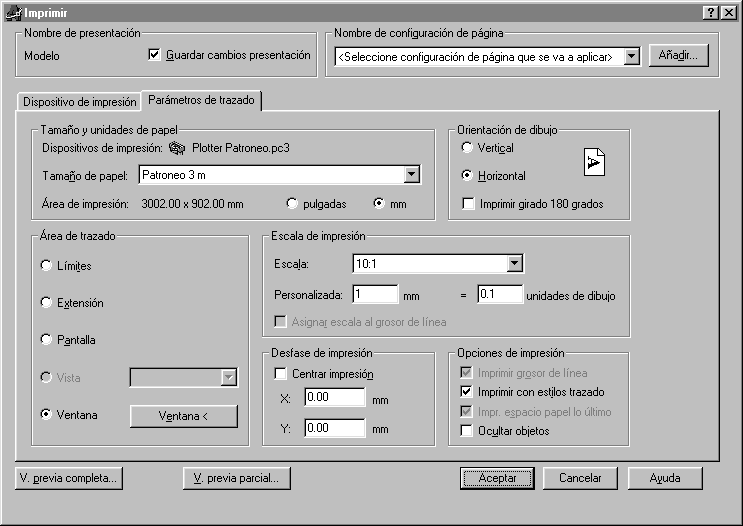 Imprimir
Nombre de presentación
Modelo
Guardar cambios presentación
Nombre de configuración de página
<Seleccione configuración de página que se va a aplicar>
Añadir...
Dispositivo de impresión
Parámetros de trazado
Tamaño y unidades de papel
Dispositivos de impresión: Plotter Patroneo.pc3
Tamaño de papel: Patroneo 3 m
Área de impresión: 3002.00 x 902.00 mm pulgadas mm
Orientación de dibujo
Vertical
Horizontal
Imprimir girado 180 grados
A
Área de trazado
Límites
Extensión
Pantalla
Vista
Ventana Ventana <
Escala de impresión
Escala: 10:1
Personalizada: 1 mm = 0.1 unidades de dibujo
Asignar escala al grosor de línea
Desfase de impresión
Centrar impresión
X: 0.00 mm
Y: 0.00 mm
Opciones de impresión
Imprimir grosor de línea
Imprimir con estilos trazado
Impr. espacio papel lo último
Ocultar objetos
V. previa completa... V. previa parcial... Aceptar Cancelar Ayuda